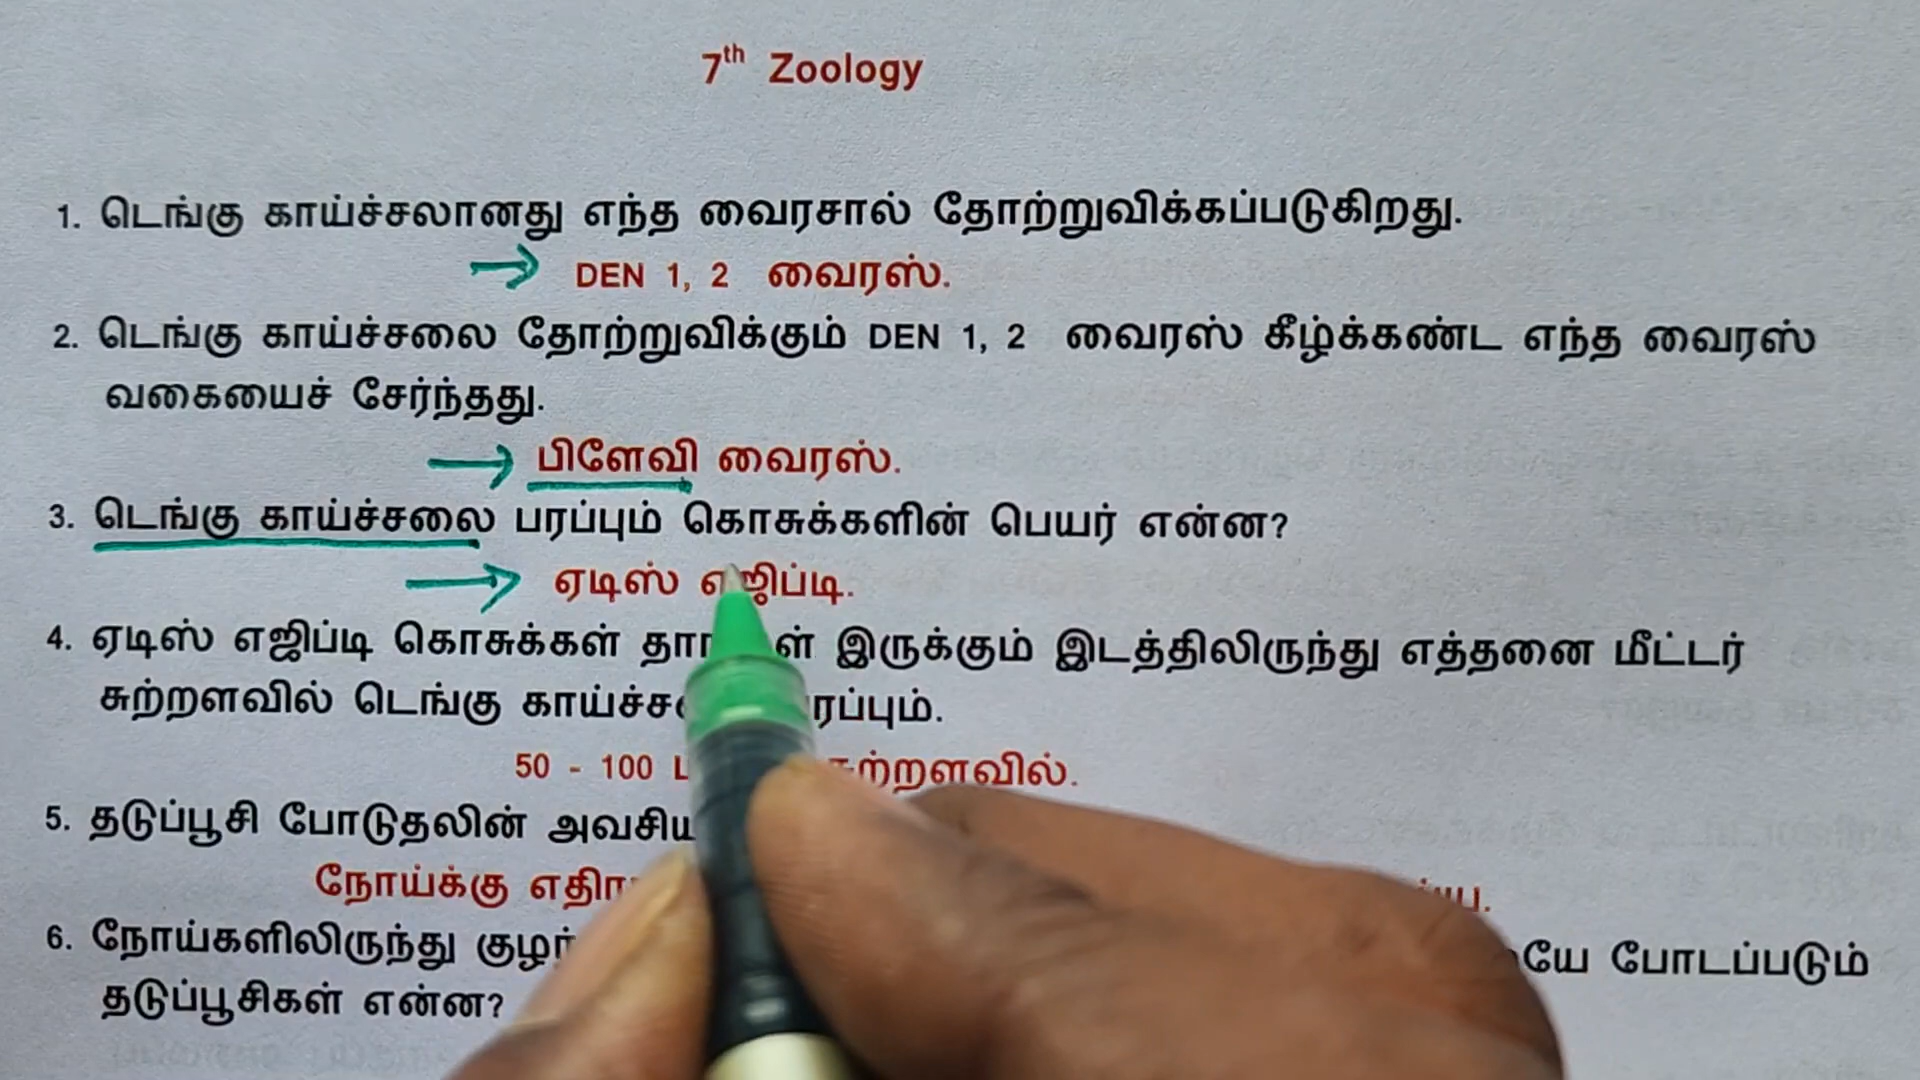 7th Zoology
1. டெங்கு காய்ச்சலானது எந்த வைரசால் தோற்றுவிக்கப்படுகிறது.
DEN 1, 2 வைரஸ்.
2. டெங்கு காய்ச்சலை தோற்றுவிக்கும் DEN 1, 2 வைரஸ் கீழ்க்கண்ட எந்த வைரஸ்
வகையைச் சேர்ந்தது.
பிளேவி வைரஸ்.
3. டெங்கு காய்ச்சலை பரப்பும் கொசுக்களின் பெயர் என்ன?
ஏடிஸ் எஜிப்டி.
4. ஏடிஸ் எஜிப்டி கொசுக்கள் இருக்கும் இடத்திலிருந்து எத்தனை மீட்டர்
சுற்றளவில் டெங்கு
50 - 100 சுற்றளவில்.
5. தடுப்பூசி போடுதலின்
நோய்க்கு
6. நோய்களிலிருந்து போடப்படும்
தடுப்பூசிகள் என்ன?